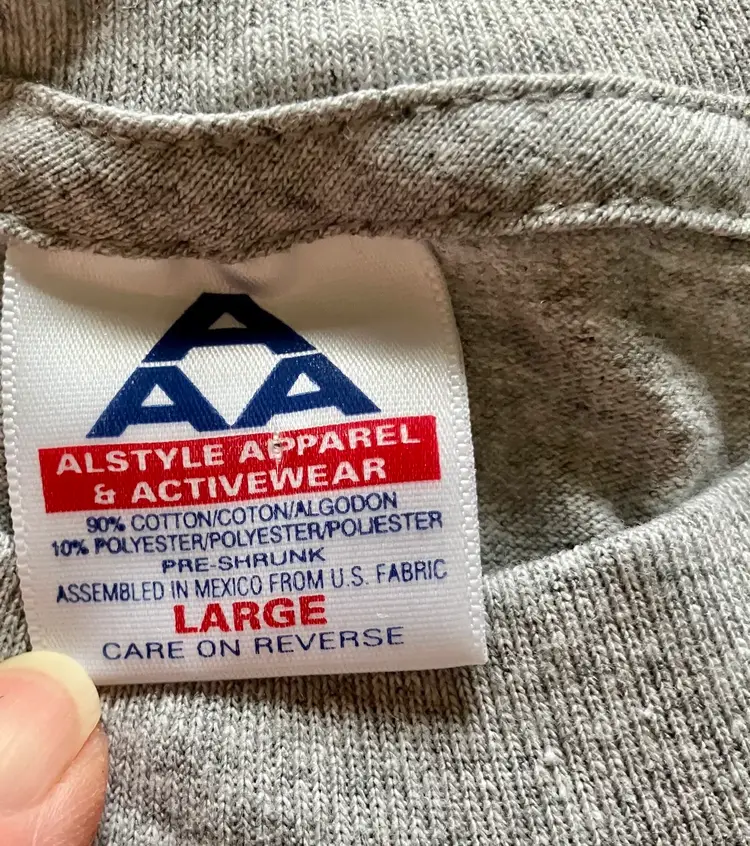 AAA
ALSTYLE APPAREL
& ACTIVEWEAR
90% COTTON/COTON/ALGODON
10% POLYESTER/POLYESTER/POLIESTER
PRE-SHRUNK
ASSEMBLED IN MEXICO FROM U.S. FABRIC
LARGE
CARE ON REVERSE